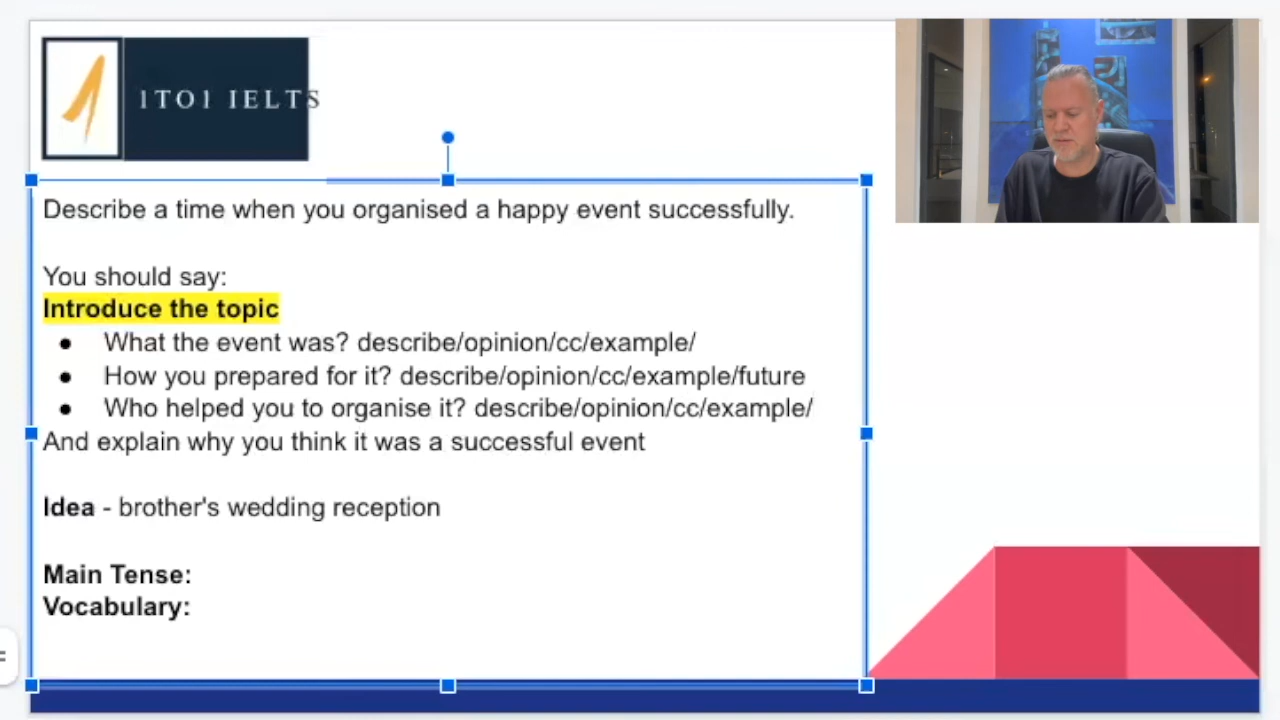 1TO1 IELTS
Describe a time when you organised a happy event successfully.
You should say:
Introduce the topic
● What the event was? describe/opinion/cc/example/
● How you prepared for it? describe/opinion/cc/example/future
● Who helped you to organise it? describe/opinion/cc/example/
And explain why you think it was a successful event
Idea - brother's wedding reception
Main Tense:
Vocabulary: